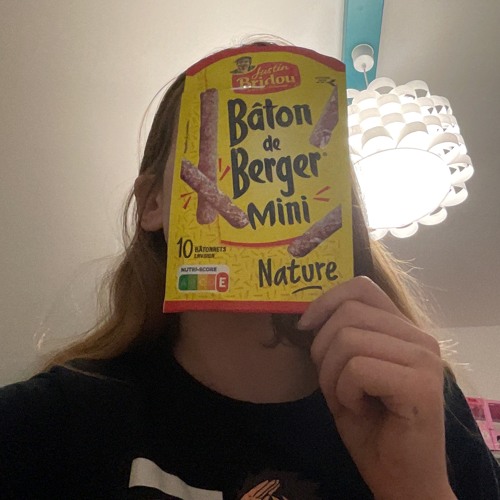 Justin
Bridou
Bâton
de
Berger®
Mini
10 BÂTONNETS
Nature
NUTRI-SCORE
E